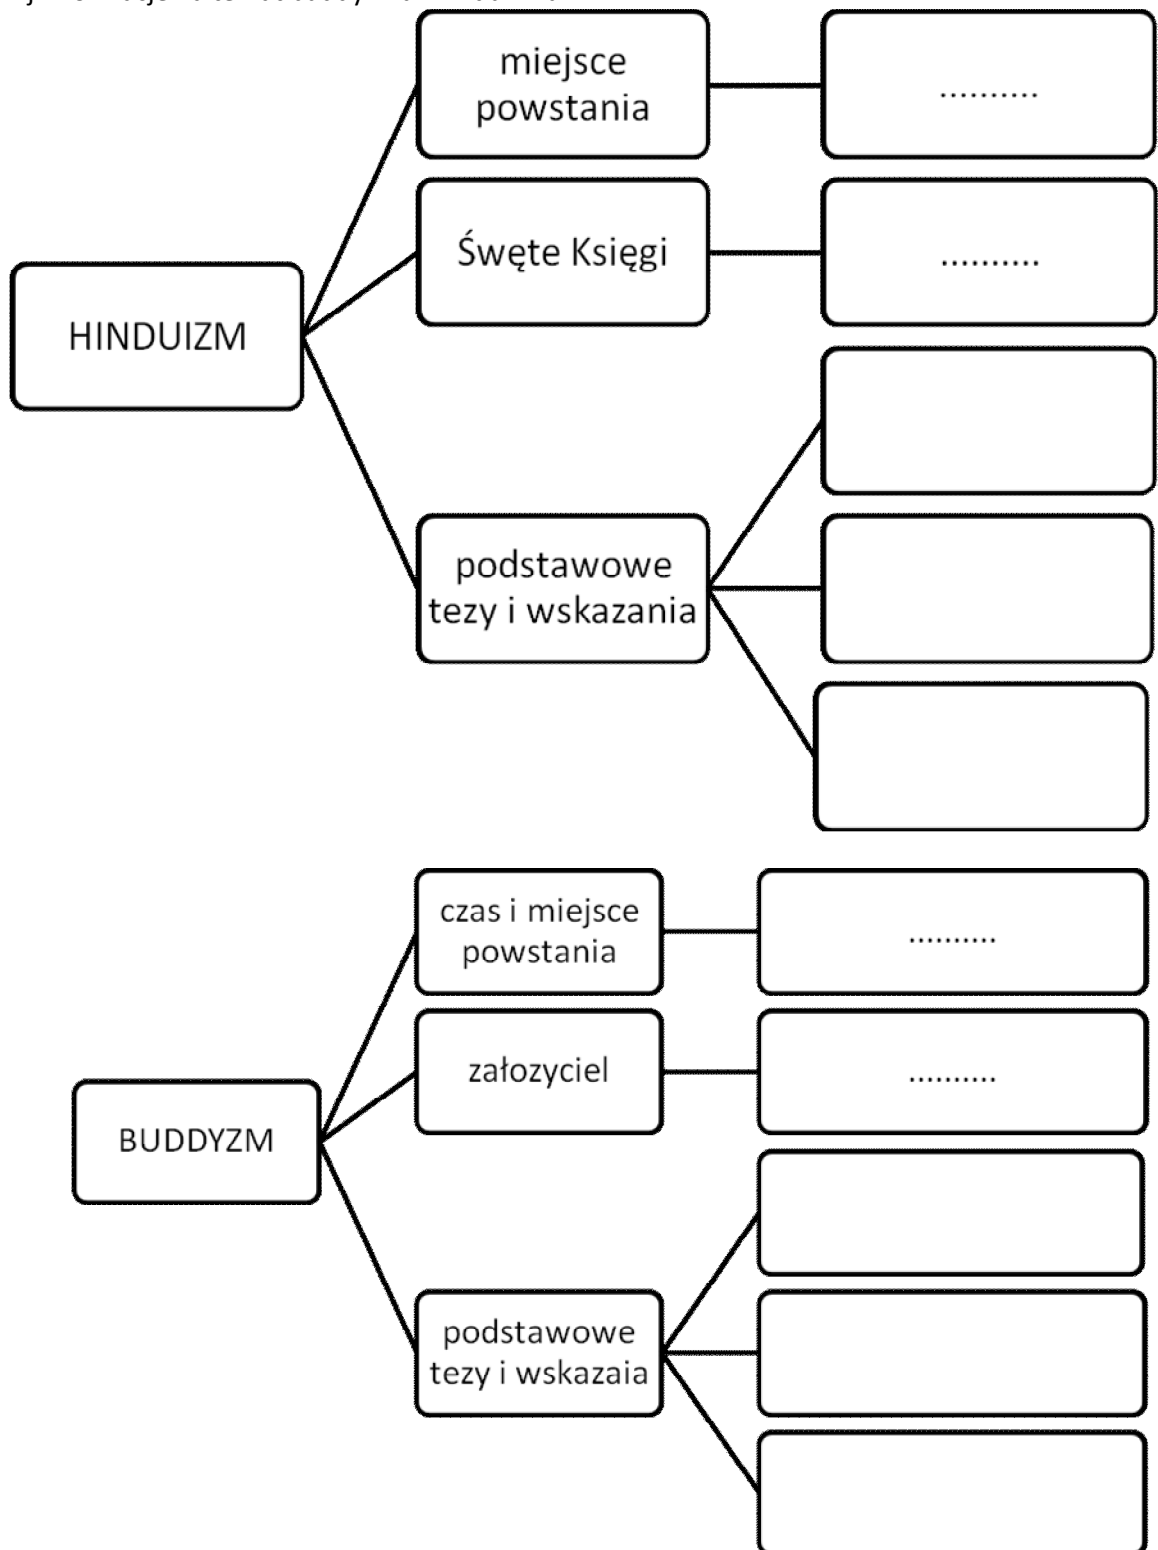 miejsce
powstania
..........
Śwęte Księgi
..........
HINDUIZM
podstawowe
tezy i wskazania
czas i miejsce
powstania
..........
załozyciel
..........
BUDDYZM
podstawowe
tezy i wskazaia